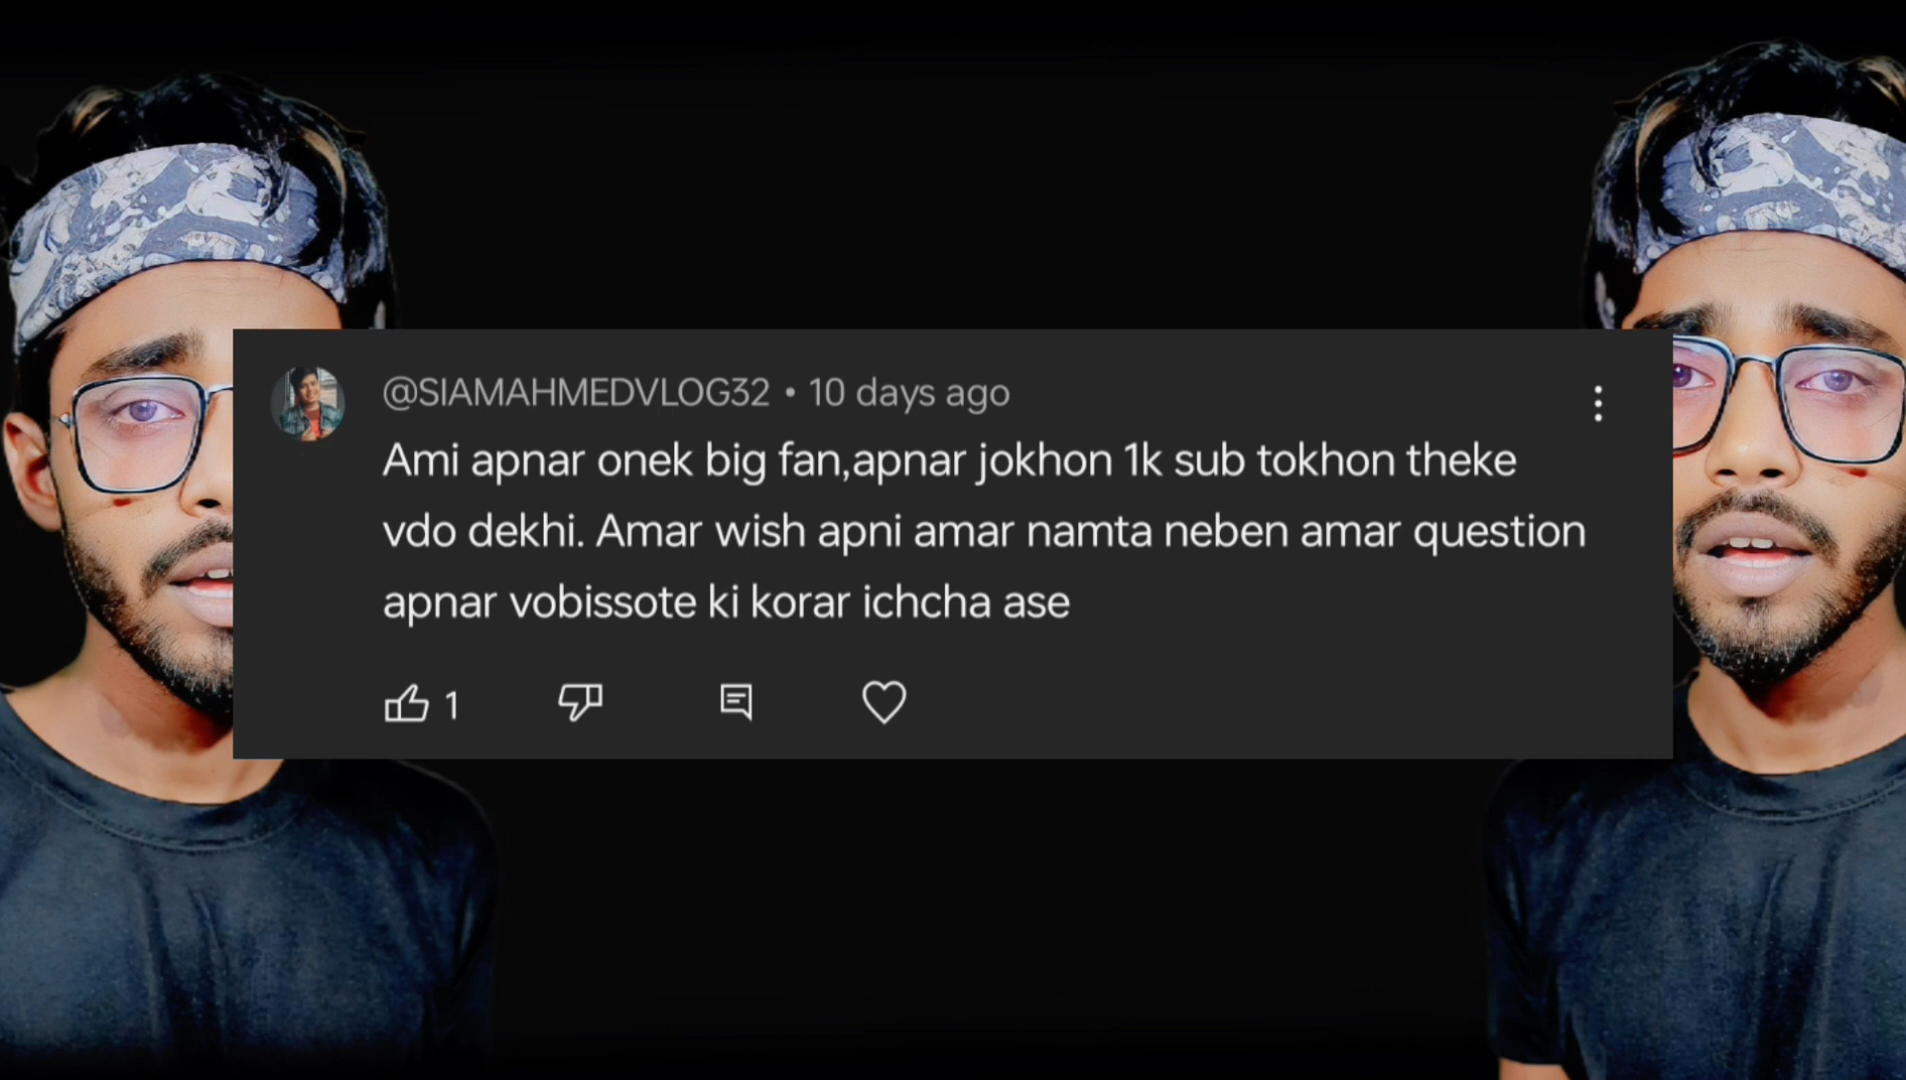 @SIAMAHMEDVLOG32 • 10 days ago
Ami apnar onek big fan,apnar jokhon 1k sub tokhon theke
vdo dekhi. Amar wish apni amar namta neben amar question
apnar vobissote ki korar ichcha ase
1